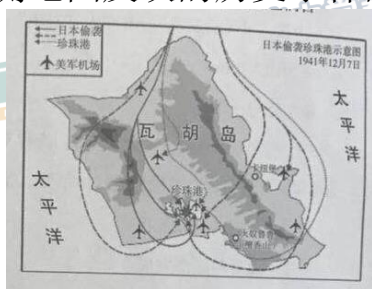 日本偷袭
珍珠港
美军机场
日本偷袭珍珠港示意图
1941年12月7日
太平洋
瓦胡岛
太平洋
珍珠港